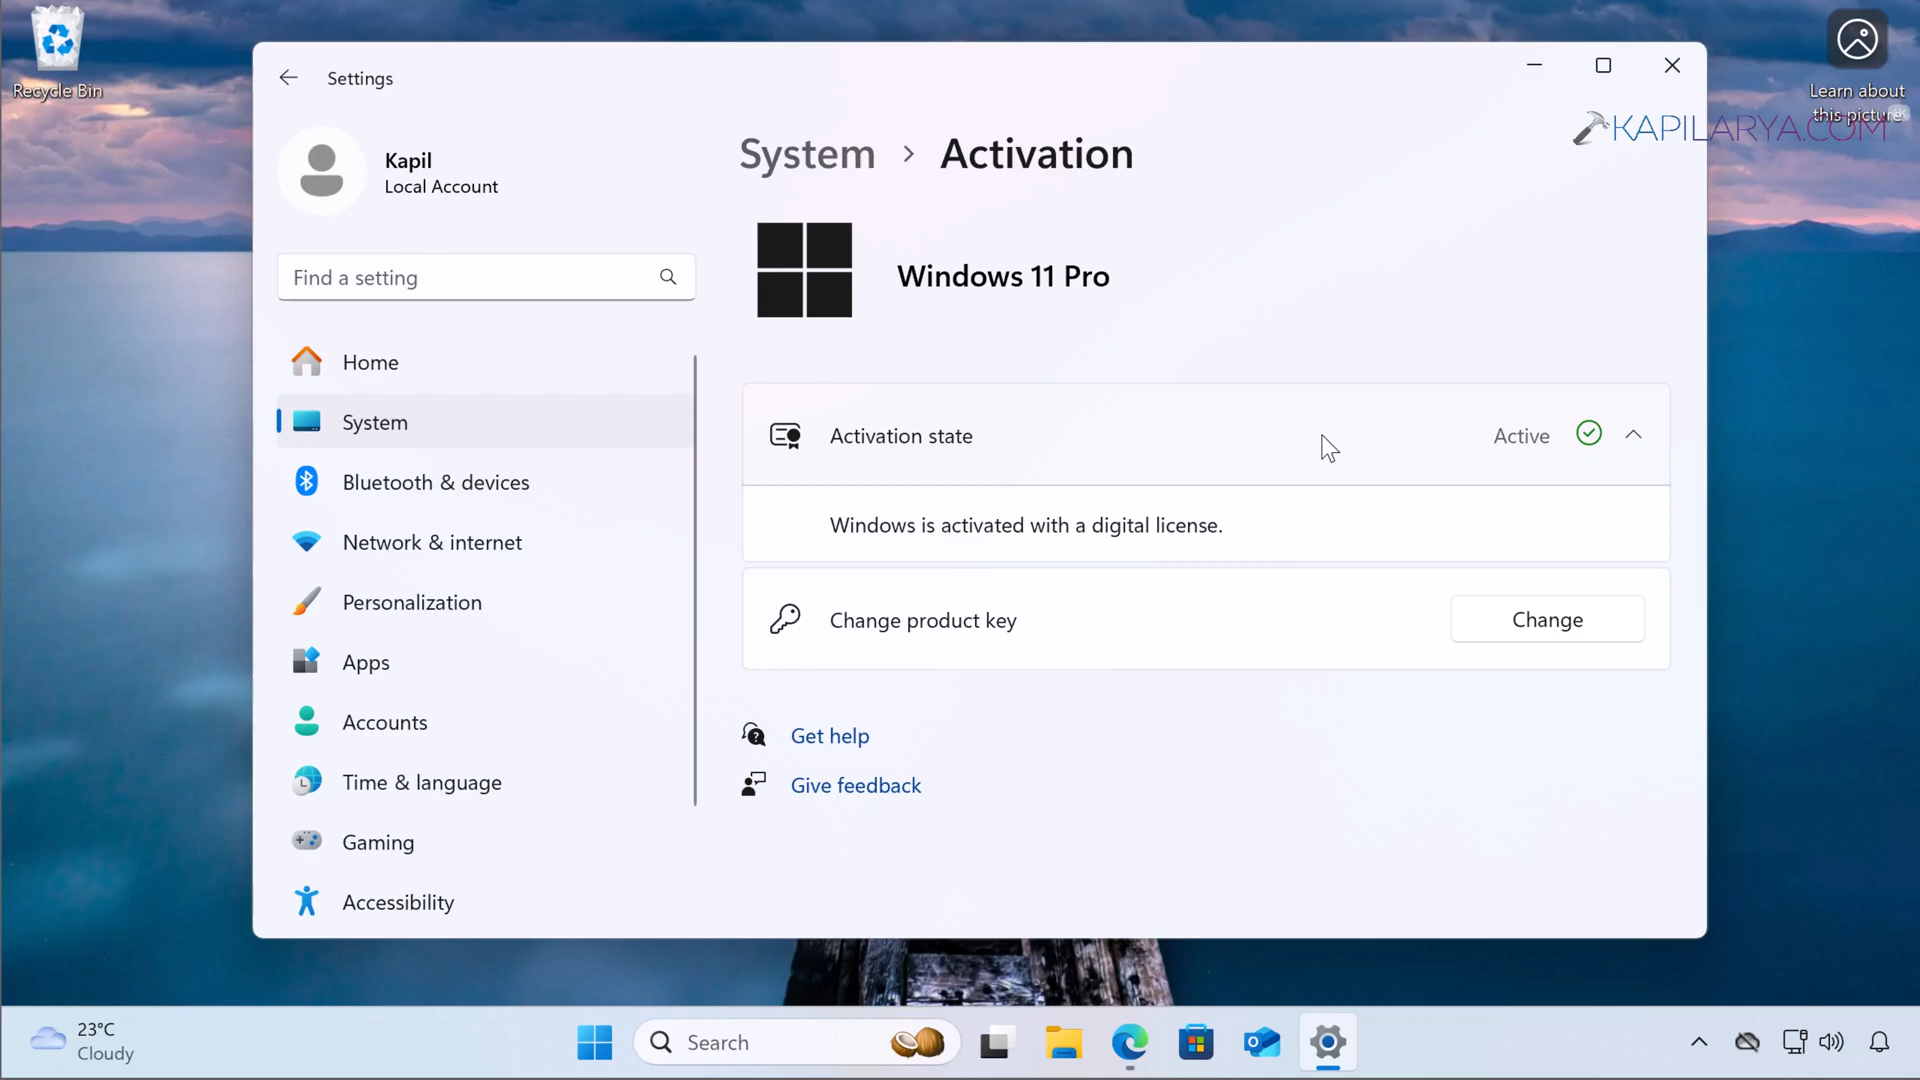 Recycle Bin
Learn about
this picture
KAPILARYA.COM
Settings
Kapil
Local Account
Find a setting
Home
System
Bluetooth & devices
Network & internet
Personalization
Apps
Accounts
Time & language
Gaming
Accessibility
System > Activation
Windows 11 Pro
Activation state
Active
Windows is activated with a digital license.
Change product key
Change
Get help
Give feedback
23°C
Cloudy
Search